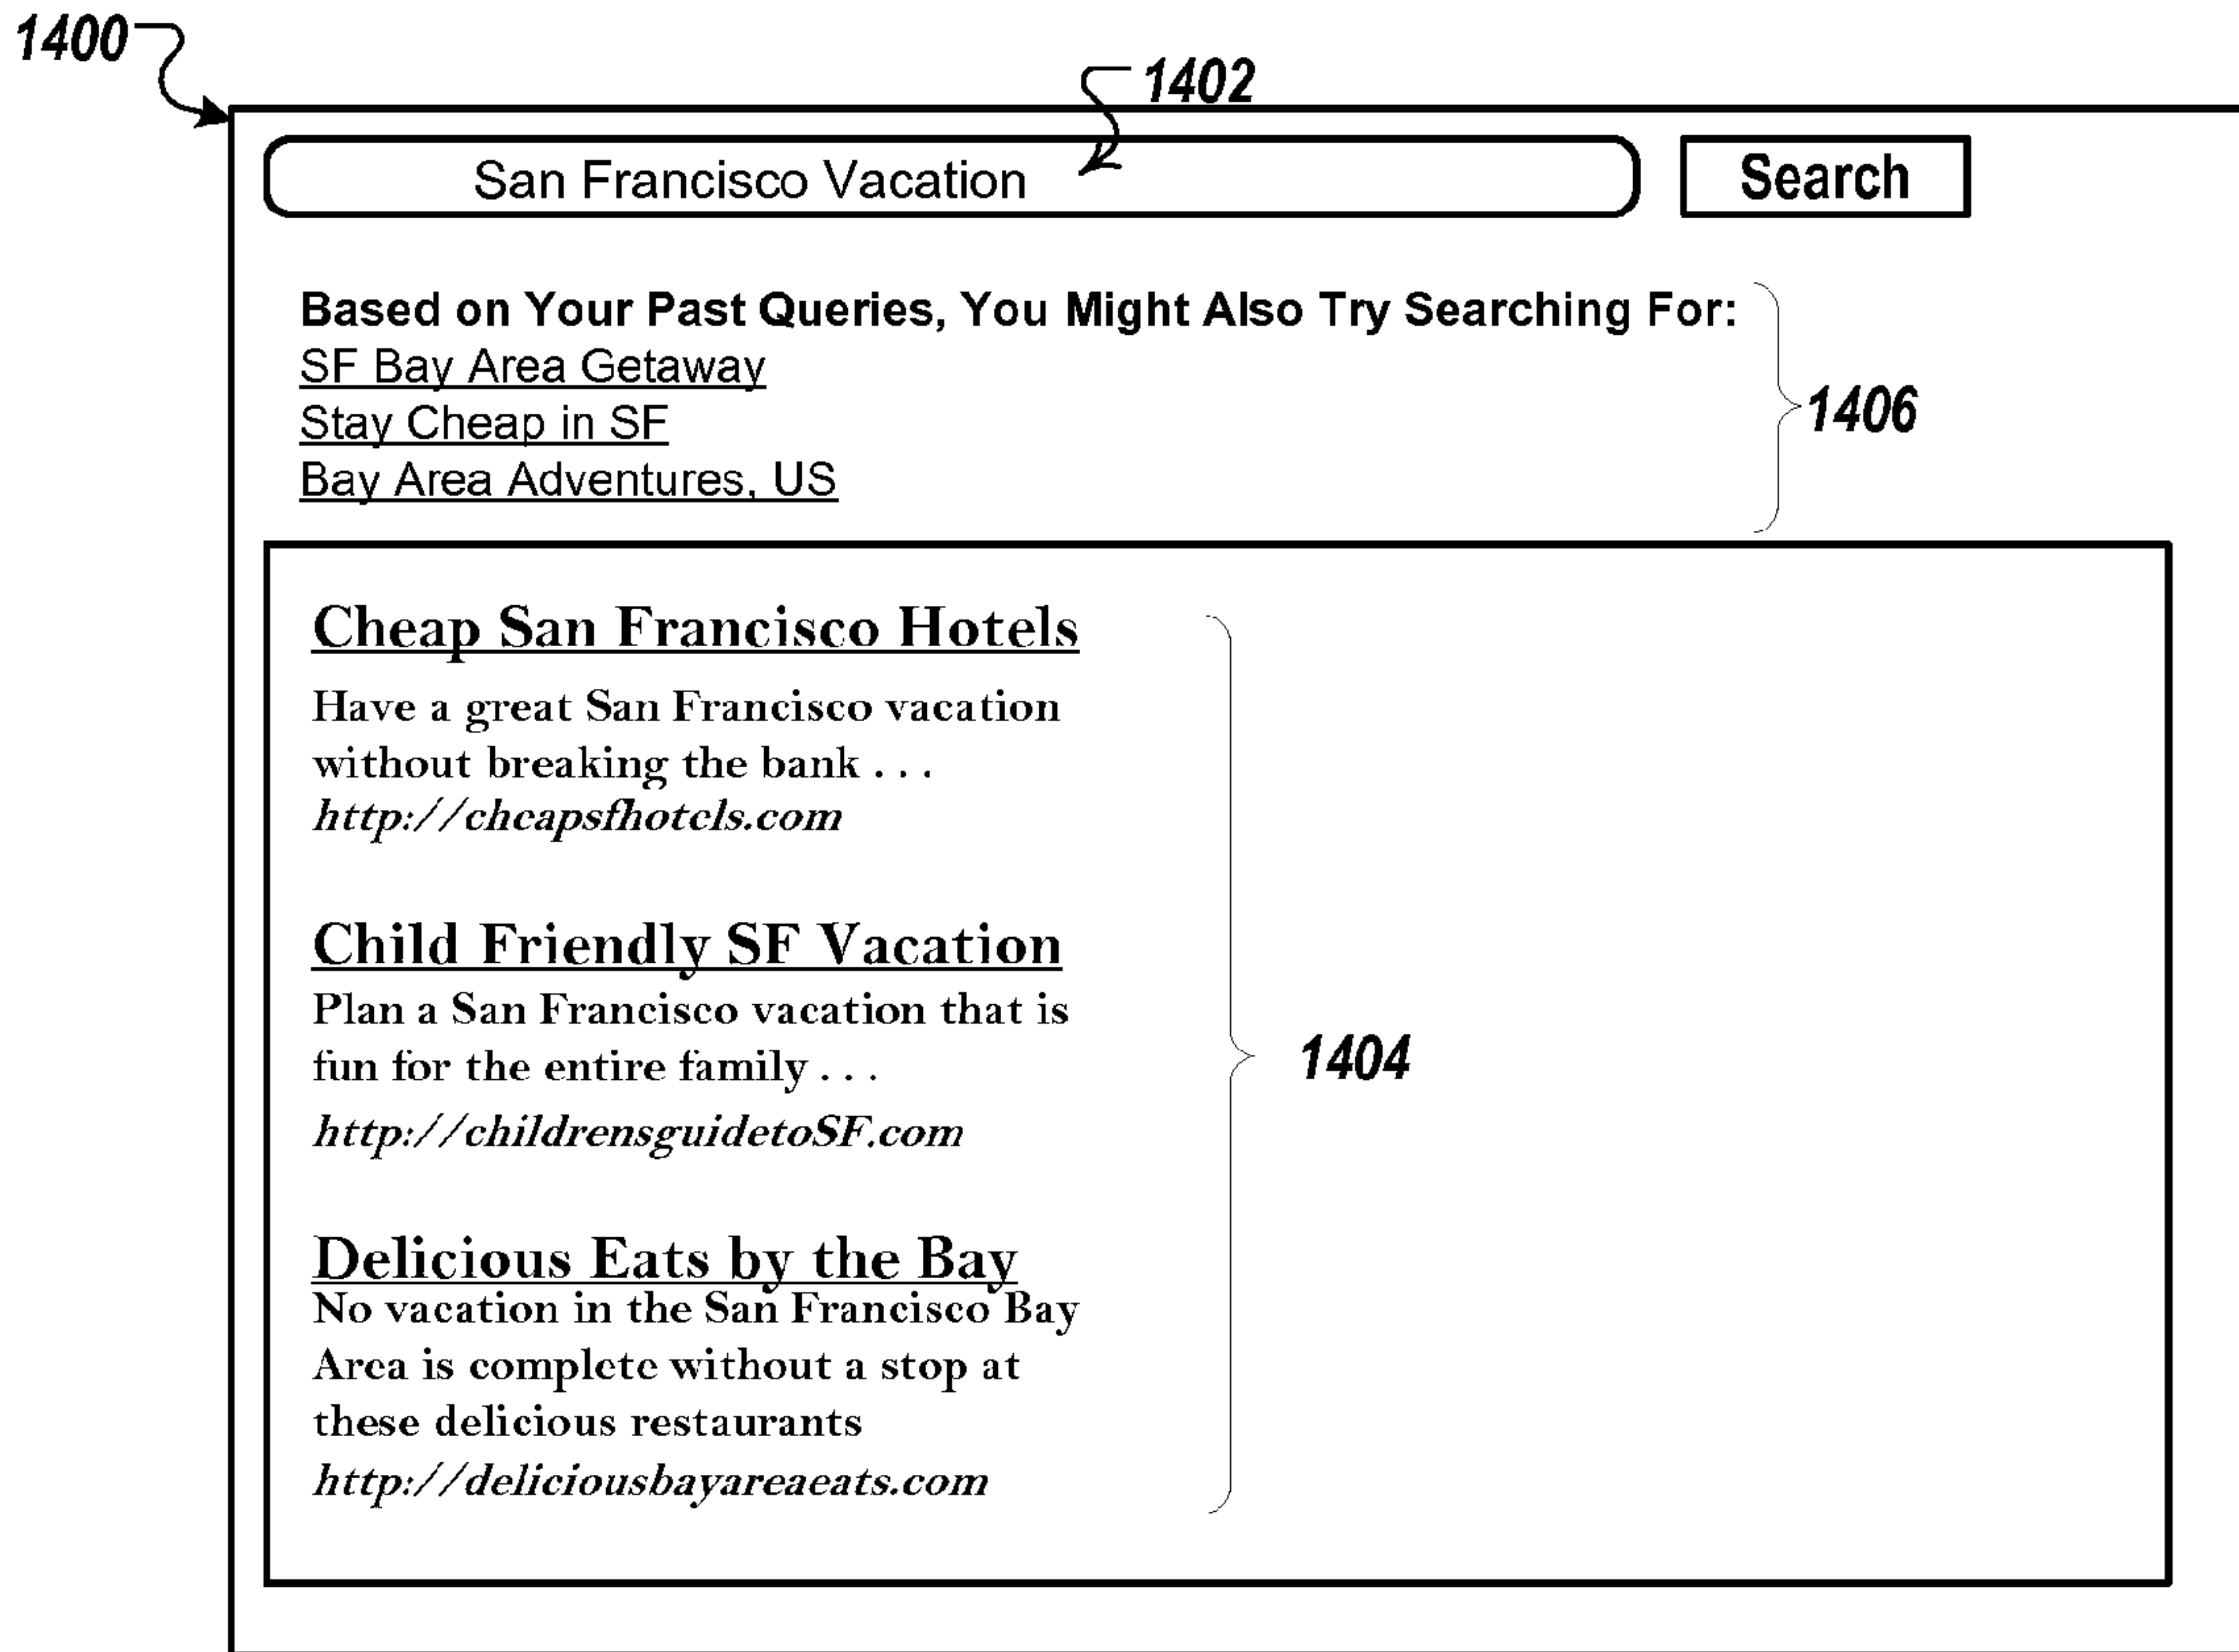 1400
1402
San Francisco Vacation
Search
Based on Your Past Queries, You Might Also Try Searching For:
SF Bay Area Getaway
Stay Cheap in SF
Bay Area Adventures, US
1406
Cheap San Francisco Hotels
Have a great San Francisco vacation
without breaking the bank . . .
http://cheapsfhotels.com
Child Friendly SF Vacation
Plan a San Francisco vacation that is
fun for the entire family . . .
1404
http://childrensguidetoSF.com
Delicious Eats by the Bay
No vacation in the San Francisco Bay
Area is complete without a stop at
these delicious restaurants
http://deliciousbayareaeats.com